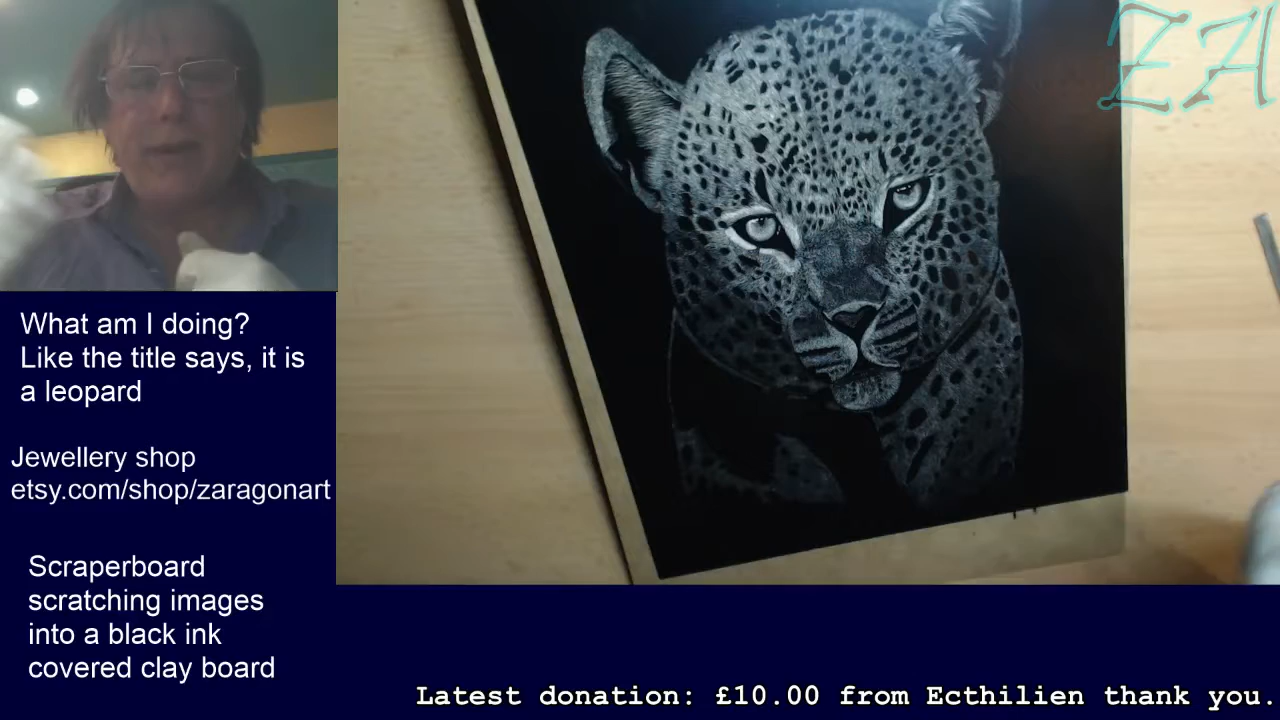 ZA
What am I doing?
Like the title says, it is
a leopard
Jewellery shop
etsy.com/shop/zaragonart
Scraperboard
scratching images
into a black ink
covered clay board
Latest donation: £10.00 from Ecthilien thank you.